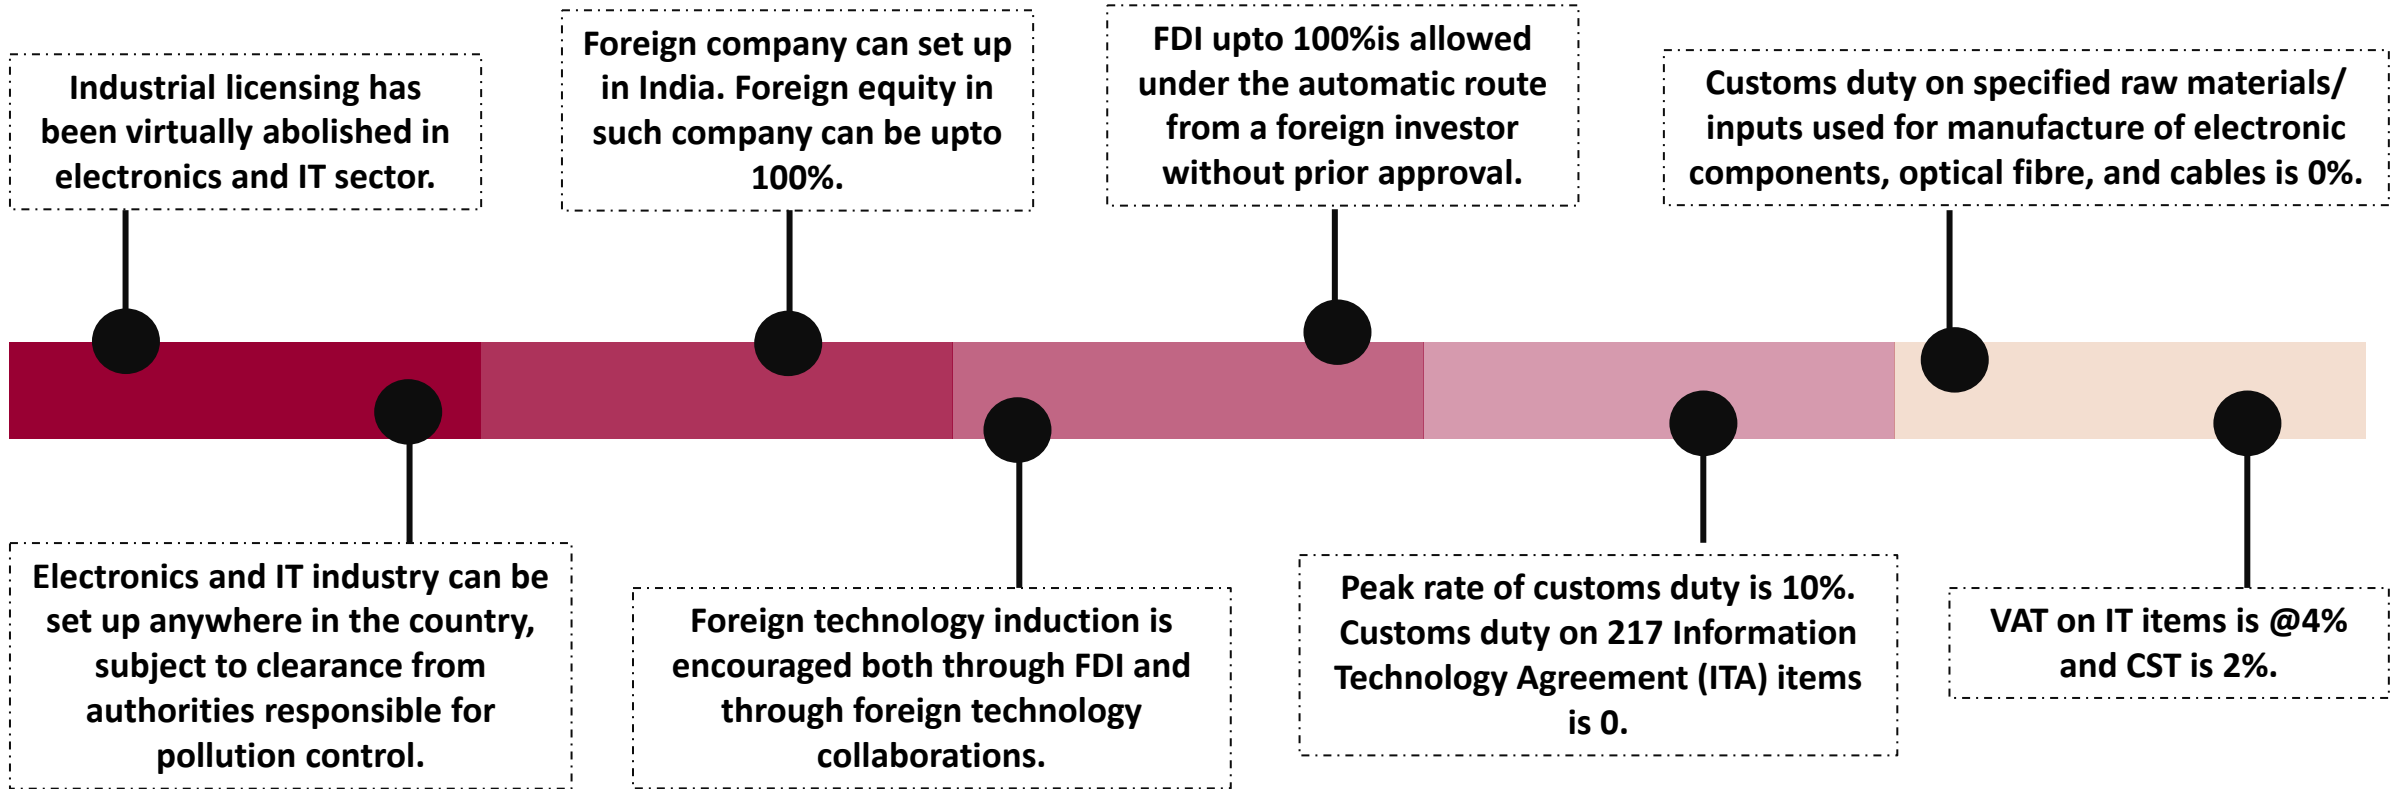 Industrial licensing has
been virtually abolished in
electronics and IT sector.
Foreign company can set up
in India. Foreign equity in
such company can be upto
100%.
FDI upto 100%is allowed
under the automatic route
from a foreign investor
without prior approval.
Customs duty on specified raw materials/
inputs used for manufacture of electronic
components, optical fibre, and cables is 0%.
Electronics and IT industry can be
set up anywhere in the country,
subject to clearance from
authorities responsible for
pollution control.
Foreign technology induction is
encouraged both through FDI and
through foreign technology
collaborations.
Peak rate of customs duty is 10%.
Customs duty on 217 Information
Technology Agreement (ITA) items
is 0.
VAT on IT items is @4%
and CST is 2%.